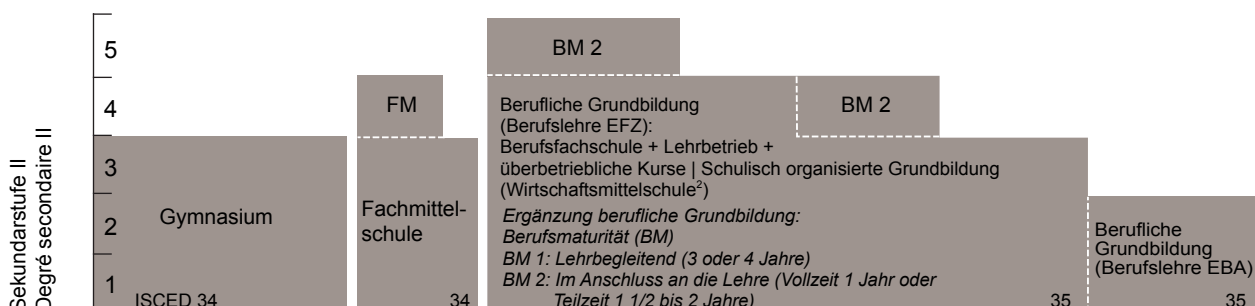 Sekundarstufe II
Degré secondaire II
5
4
3
2
1
Gymnasium
ISCED 34
FM
Fachmittel-
schule
34
BM 2
Berufliche Grundbildung
(Berufslehre EFZ):
Berufsfachschule + Lehrbetrieb +
überbetriebliche Kurse | Schulisch organisierte Grundbildung
(Wirtschaftsmittelschule²)
Ergänzung berufliche Grundbildung:
Berufsmaturität (BM)
BM 1: Lehrbegleitend (3 oder 4 Jahre)
BM 2: Im Anschluss an die Lehre (Vollzeit 1 Jahr oder
Teilzeit 1 1/2 bis 2 Jahre)
35
BM 2
Berufliche
Grundbildung
(Berufslehre EBA)
35